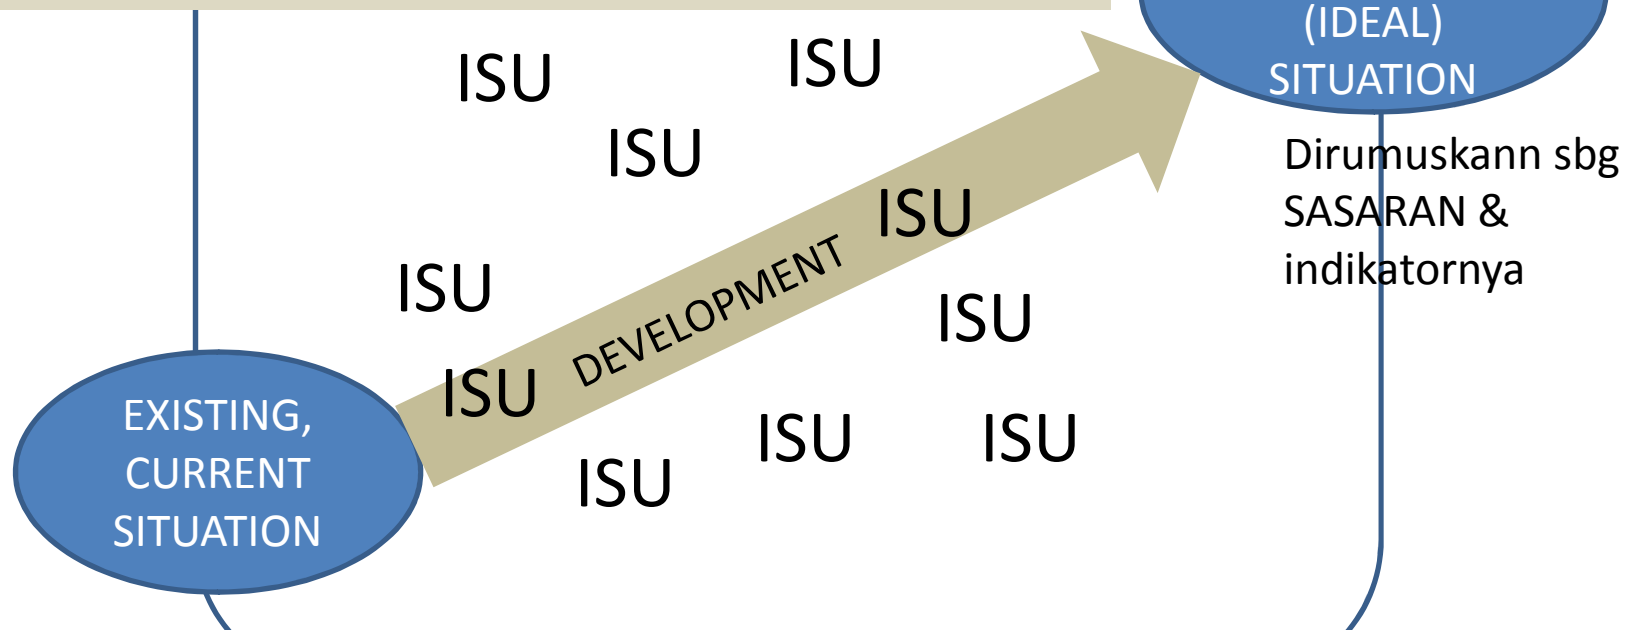 (IDEAL)
SITUATION
ISU
ISU
ISU
Dirumuskann sbg
SASARAN &
indikatornya
ISU
DEVELOPMENT
ISU
ISU
ISU
EXISTING,
CURRENT
SITUATION
ISU
ISU
ISU